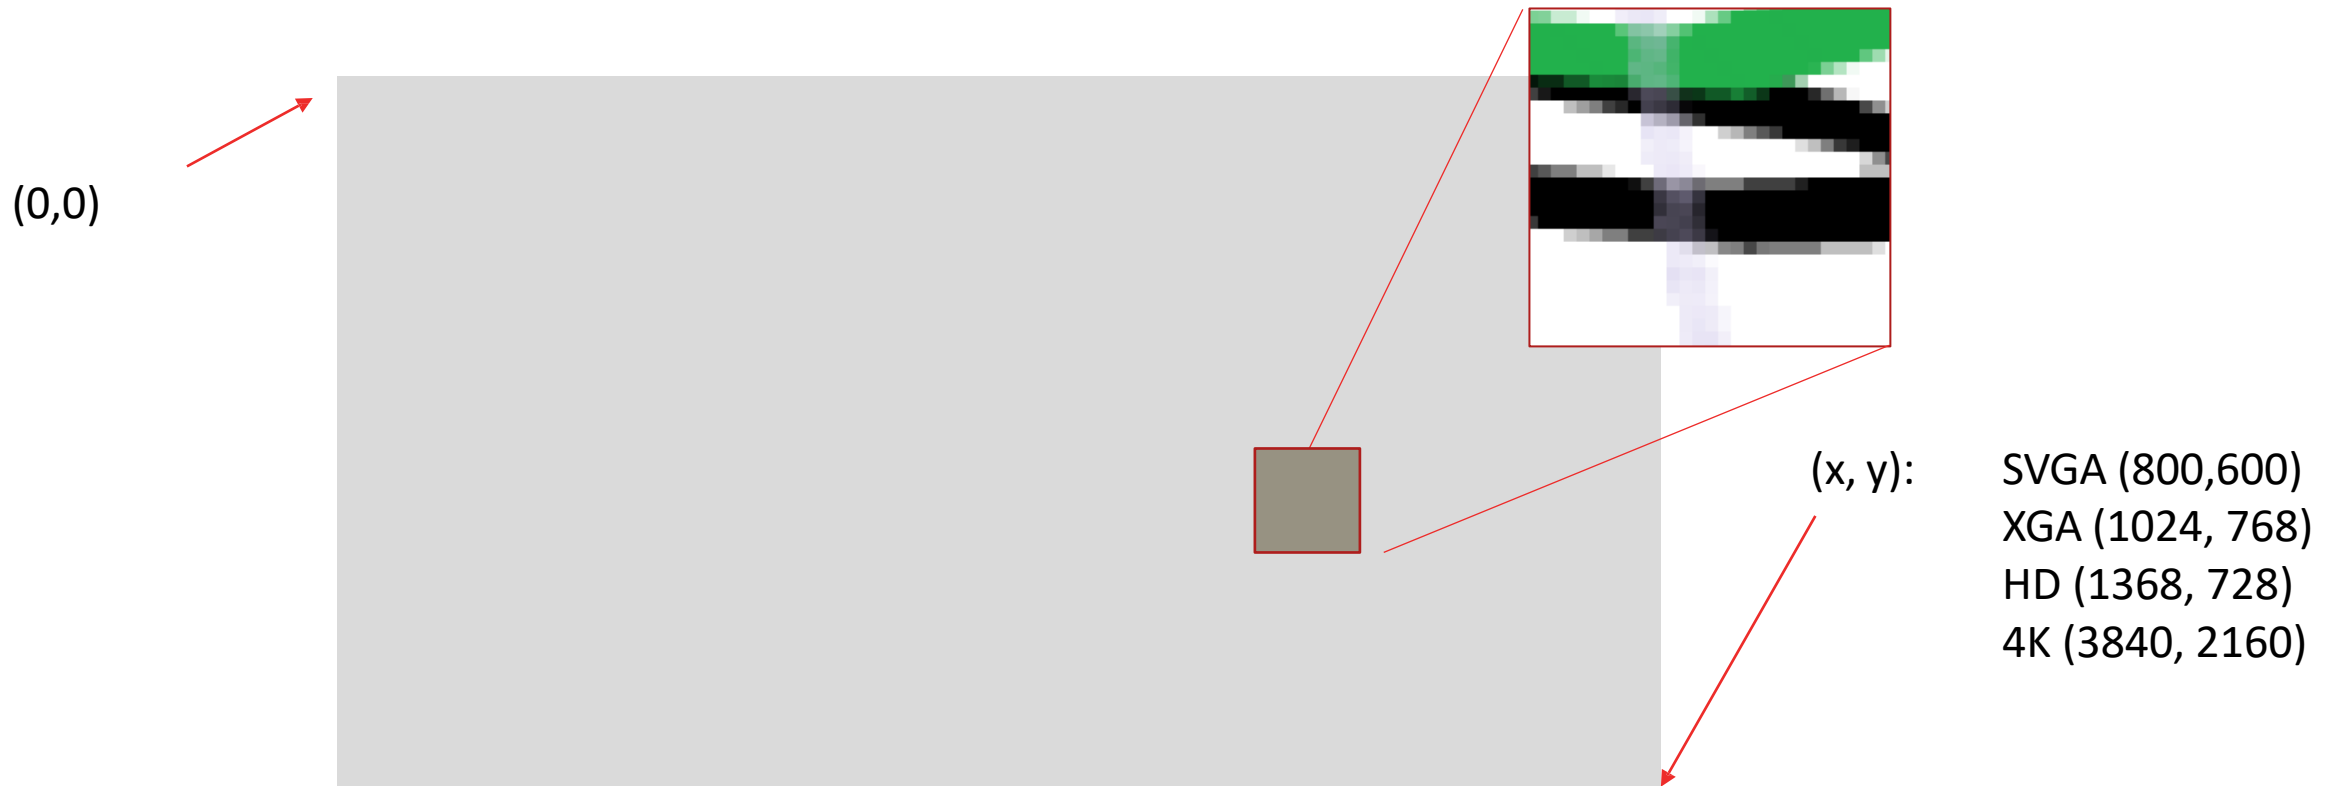 (0,0)
(x, y): SVGA (800,600)
XGA (1024, 768)
HD (1368, 728)
4K (3840, 2160)